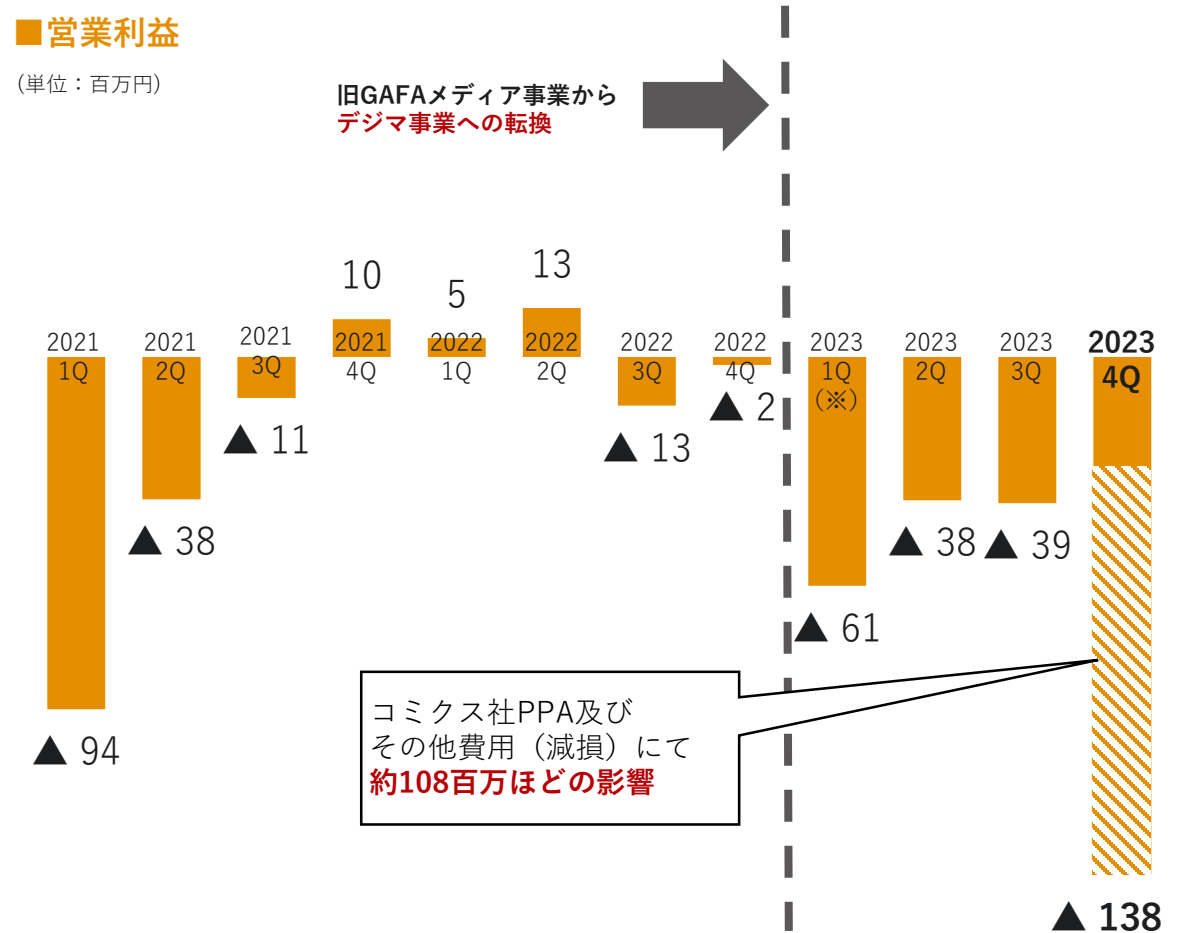 ■営業利益
(単位：百万円)
旧GAFAメディア事業から
デジマ事業への転換
10
5
13
2021
1Q
2021
2Q
2021
3Q
2021
4Q
2022
1Q
2022
2Q
2022
3Q
2022
4Q
2023
1Q
(※)
2023
2Q
2023
3Q
2023
4Q
▲ 94
▲ 38
▲ 11
▲ 13
▲ 2
▲ 61
▲ 38
▲ 39
▲ 138
コミクス社PPA及び
その他費用（減損）にて
約108百万ほどの影響